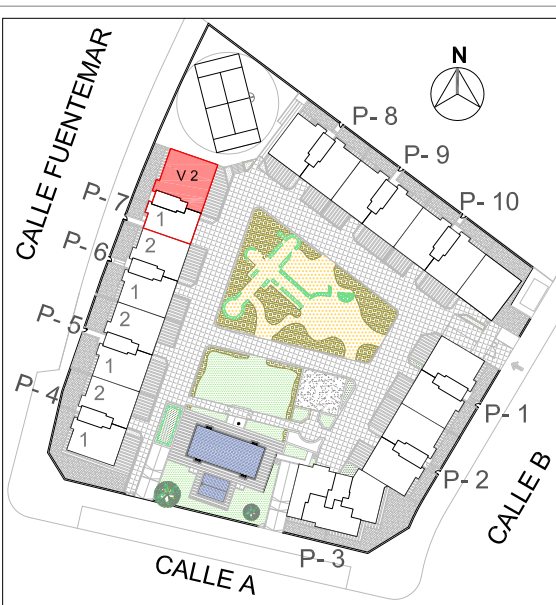 N
CALLE FUENTEMAR
P- 8
P- 9
P- 10
V 2
P- 7
1
2
P- 6
1
2
P- 5
1
2
P- 4
1
P- 1
P- 2
P- 3
CALLE B
CALLE A